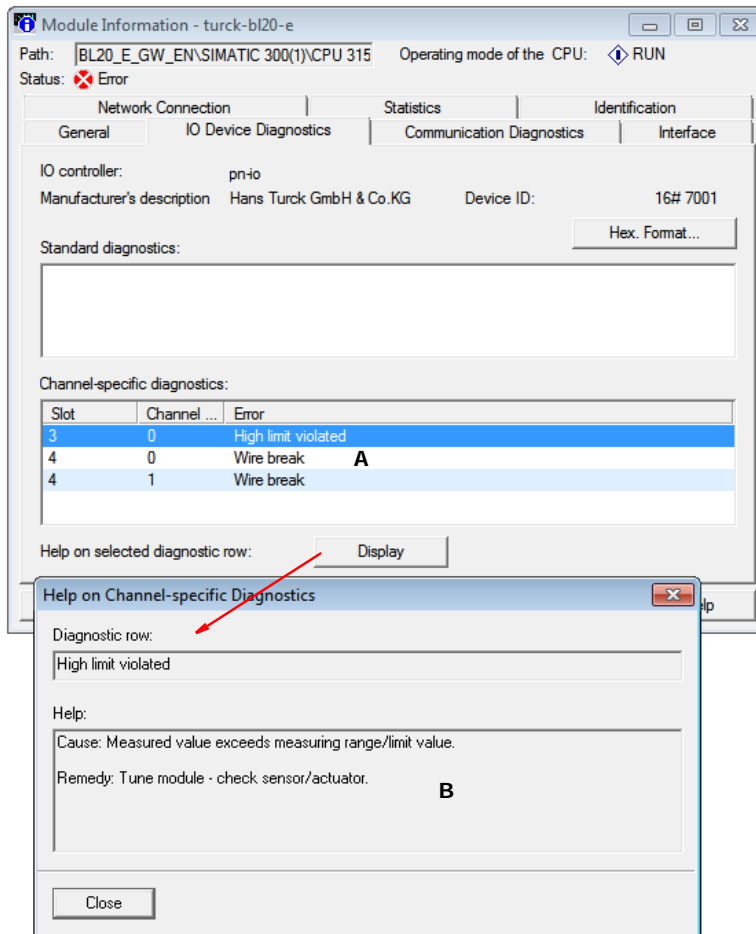 Module Information - turck-bl20-e
Path: BL20_E_GW_EN\SIMATIC 300(1)\CPU 315 Operating mode of the CPU: RUN
Status: Error
Network Connection Statistics Identification
General IO Device Diagnostics Communication Diagnostics Interface
IO controller: pn-io
Manufacturer's description Hans Turck GmbH & Co.KG Device ID: 16# 7001
Hex. Format...
Standard diagnostics:
Channel-specific diagnostics:
Slot Channel ... Error
3 0 High limit violated
4 0 Wire break A
4 1 Wire break
Help on selected diagnostic row: Display
Help on Channel-specific Diagnostics
Diagnostic row:
High limit violated
Help:
Cause: Measured value exceeds measuring range/limit value.
Remedy: Tune module - check sensor/actuator.
B
Close